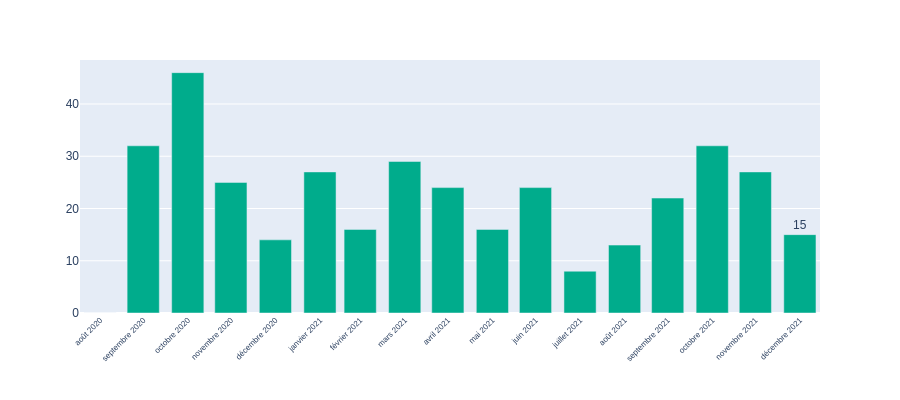 40
30
20
10
0
15
août 2020
septembre 2020
octobre 2020
novembre 2020
décembre 2020
janvier 2021
février 2021
mars 2021
avril 2021
mai 2021
juin 2021
juillet 2021
août 2021
septembre 2021
octobre 2021
novembre 2021
décembre 2021